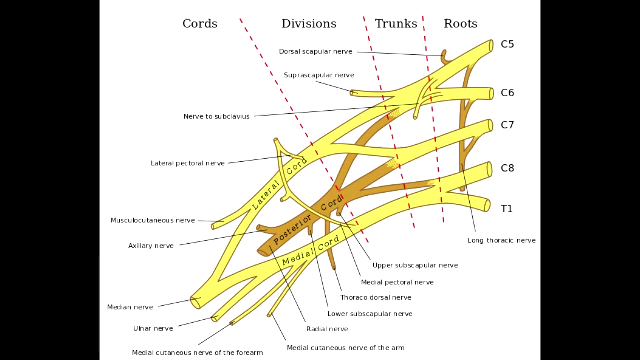 Cords Divisions Trunks Roots
Dorsal scapular nerve
C5
Suprascapular nerve
C6
Nerve to subclavius
C7
Lateral pectoral nerve
Lateral Cord
C8
Posterior Cord
T1
Musculocutaneous nerve
Axillary nerve
Medial Cord
Long thoracic nerve
Upper subscapular nerve
Medial pectoral nerve
Thoraco dorsal nerve
Median nerve
Lower subscapular nerve
Ulnar nerve
Radial nerve
Medial cutaneous nerve of the forearm
Medial cutaneous nerve of the arm